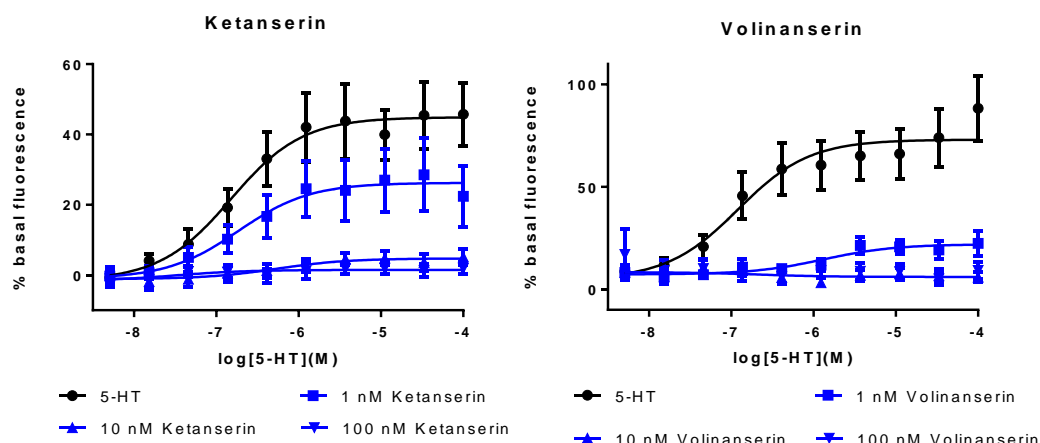 Ketanserin
% basal fluorescence
60
40
20
0
-8 -7 -6 -5 -4
log[5-HT](M)
5-HT 1 nM Ketanserin
10 nM Ketanserin 100 nM Ketanserin
Volinanserin
% basal fluorescence
100
50
0
-8 -7 -6 -5 -4
log[5-HT](M)
5-HT 1 nM Volinanserin
10 nM Volinanserin 100 nM Volinanserin